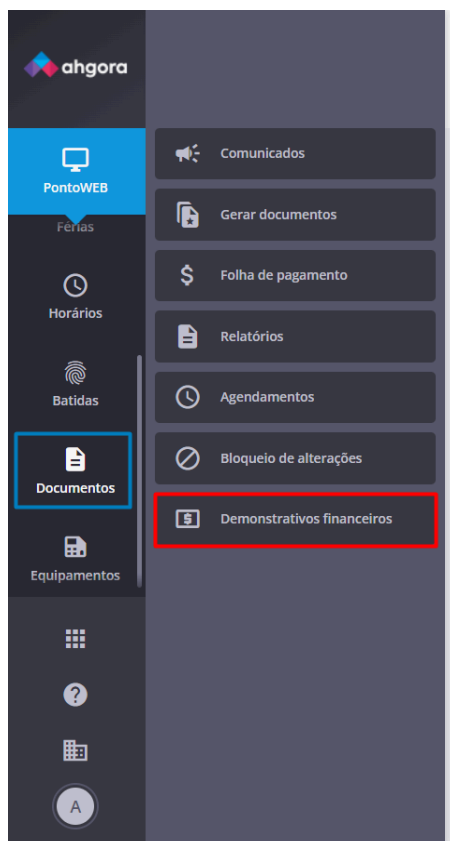 ahgora
PontoWEB
Férias
Horários
Batidas
Documentos
Equipamentos
A
Comunicados
Gerar documentos
Folha de pagamento
Relatórios
Agendamentos
Bloqueio de alterações
Demonstrativos financeiros